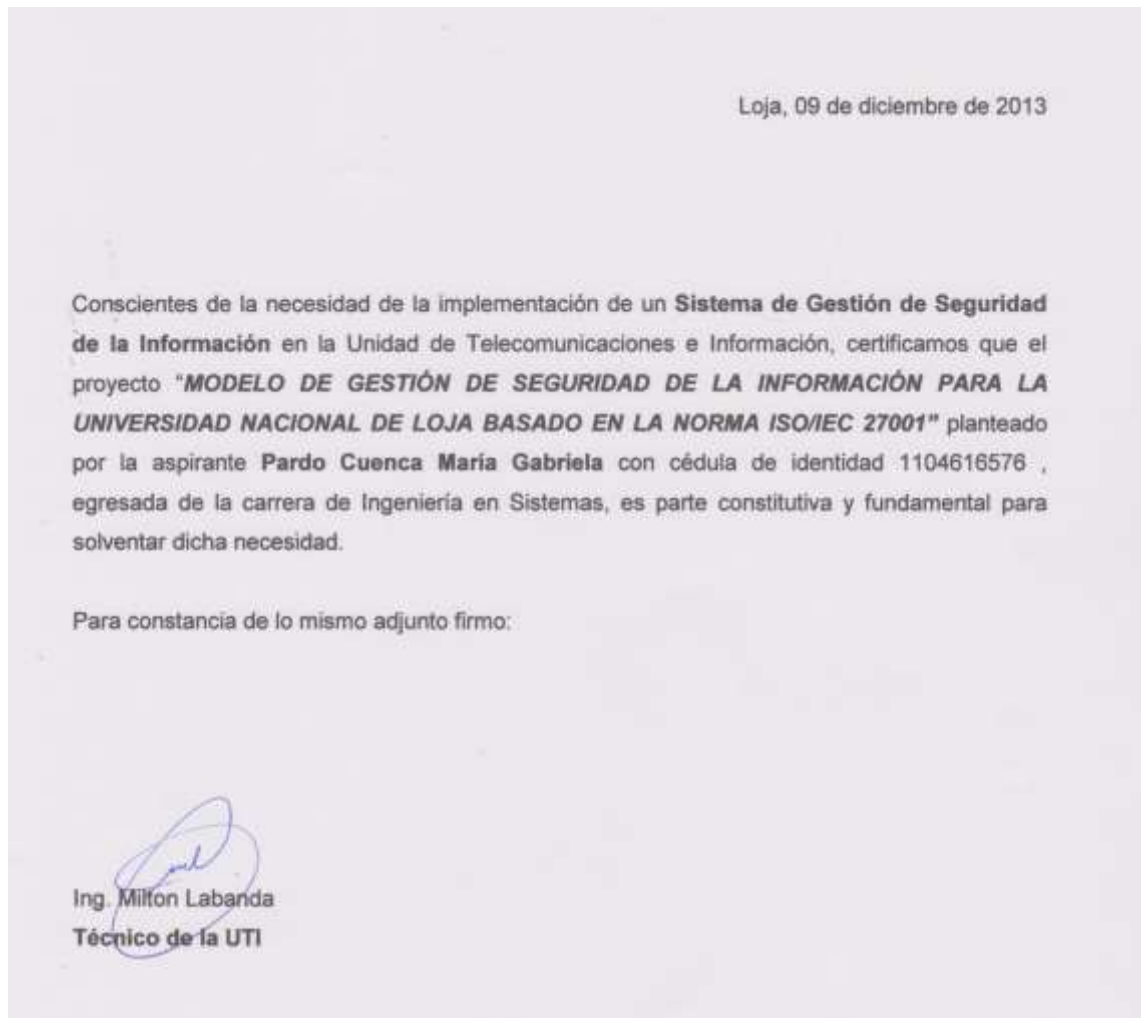 Loja, 09 de diciembre de 2013
Conscientes de la necesidad de la implementación de un Sistema de Gestión de Seguridad
de la Información en la Unidad de Telecomunicaciones e Información, certificamos que el
proyecto "MODELO DE GESTIÓN DE SEGURIDAD DE LA INFORMACIÓN PARA LA
UNIVERSIDAD NACIONAL DE LOJA BASADO EN LA NORMA ISO/IEC 27001" planteado
por la aspirante Pardo Cuenca María Gabriela con cédula de identidad 1104616576 ,
egresada de la carrera de Ingeniería en Sistemas, es parte constitutiva y fundamental para
solventar dicha necesidad.
Para constancia de lo mismo adjunto firmo:
Ing. Milton Labanda
Técnico de la UTI